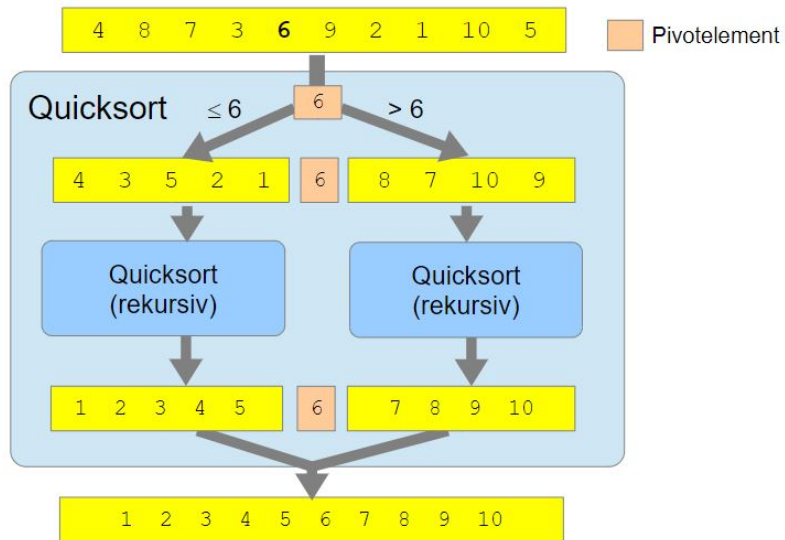 4 8 7 3 6 9 2 1 10 5
Pivotelement
Quicksort ≤ 6 6 > 6
4 3 5 2 1 6 8 7 10 9
Quicksort
(rekursiv)
Quicksort
(rekursiv)
1 2 3 4 5 6 7 8 9 10
1 2 3 4 5 6 7 8 9 10